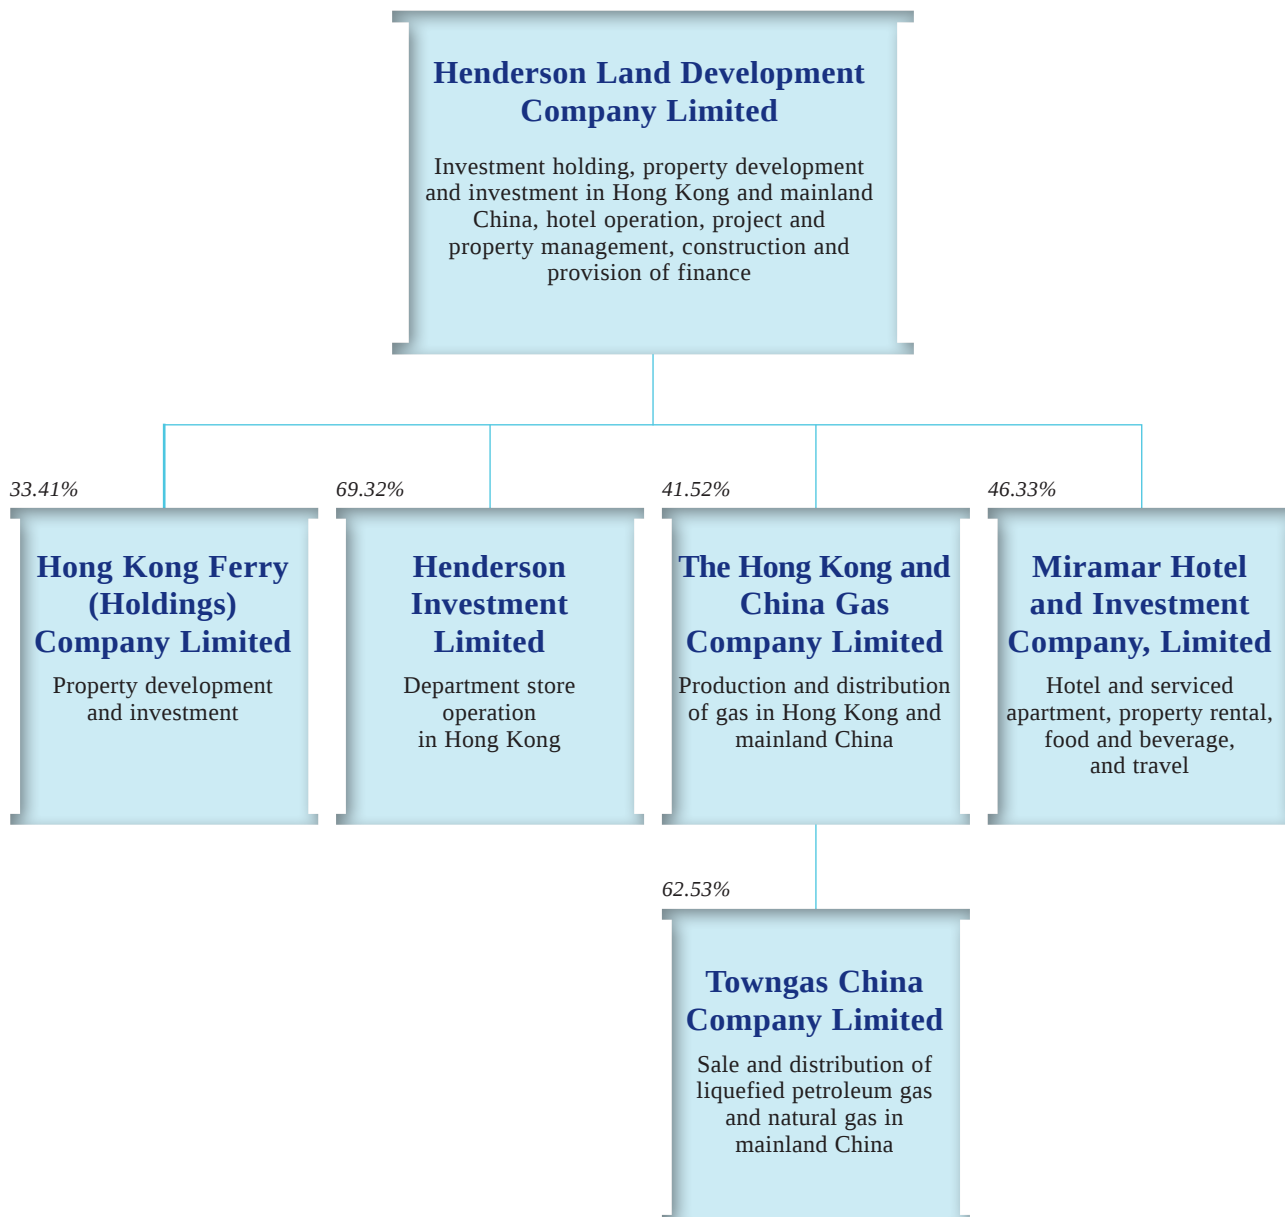 Henderson Land Development
Company Limited
Investment holding, property development
and investment in Hong Kong and mainland
China, hotel operation, project and
property management, construction and
provision of finance
33.41%
Hong Kong Ferry
(Holdings)
Company Limited
Property development
and investment
69.32%
Henderson
Investment
Limited
Department store
operation
in Hong Kong
41.52%
The Hong Kong and
China Gas
Company Limited
Production and distribution
of gas in Hong Kong and
mainland China
46.33%
Miramar Hotel
and Investment
Company, Limited
Hotel and serviced
apartment, property rental,
food and beverage,
and travel
62.53%
Towngas China
Company Limited
Sale and distribution of
liquefied petroleum gas
and natural gas in
mainland China